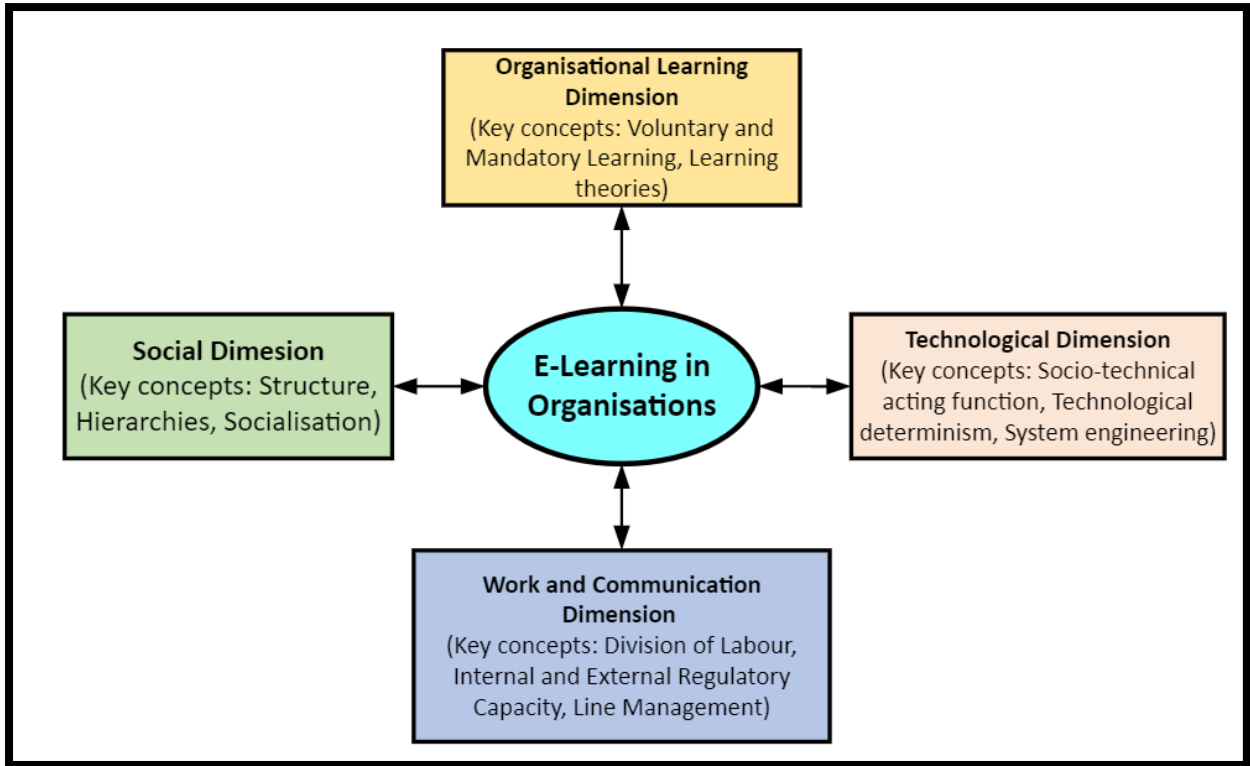 Organisational Learning
Dimension
(Key concepts: Voluntary and
Mandatory Learning, Learning
theories)
Social Dimesion
(Key concepts: Structure,
Hierarchies, Socialisation)
E-Learning in
Organisations
Technological Dimension
(Key concepts: Socio-technical
acting function, Technological
determinism, System engineering)
Work and Communication
Dimension
(Key concepts: Division of Labour,
Internal and External Regulatory
Capacity, Line Management)